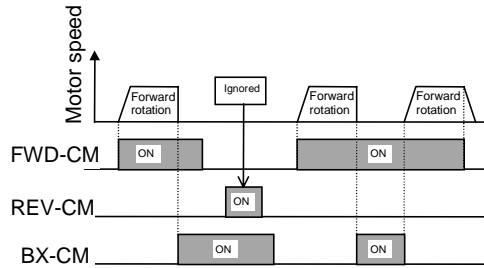 Motor speed
Forward
rotation
Ignored
Forward
rotation
Forward
rotation
FWD-CM
ON
ON
REV-CM
ON
BX-CM
ON
ON